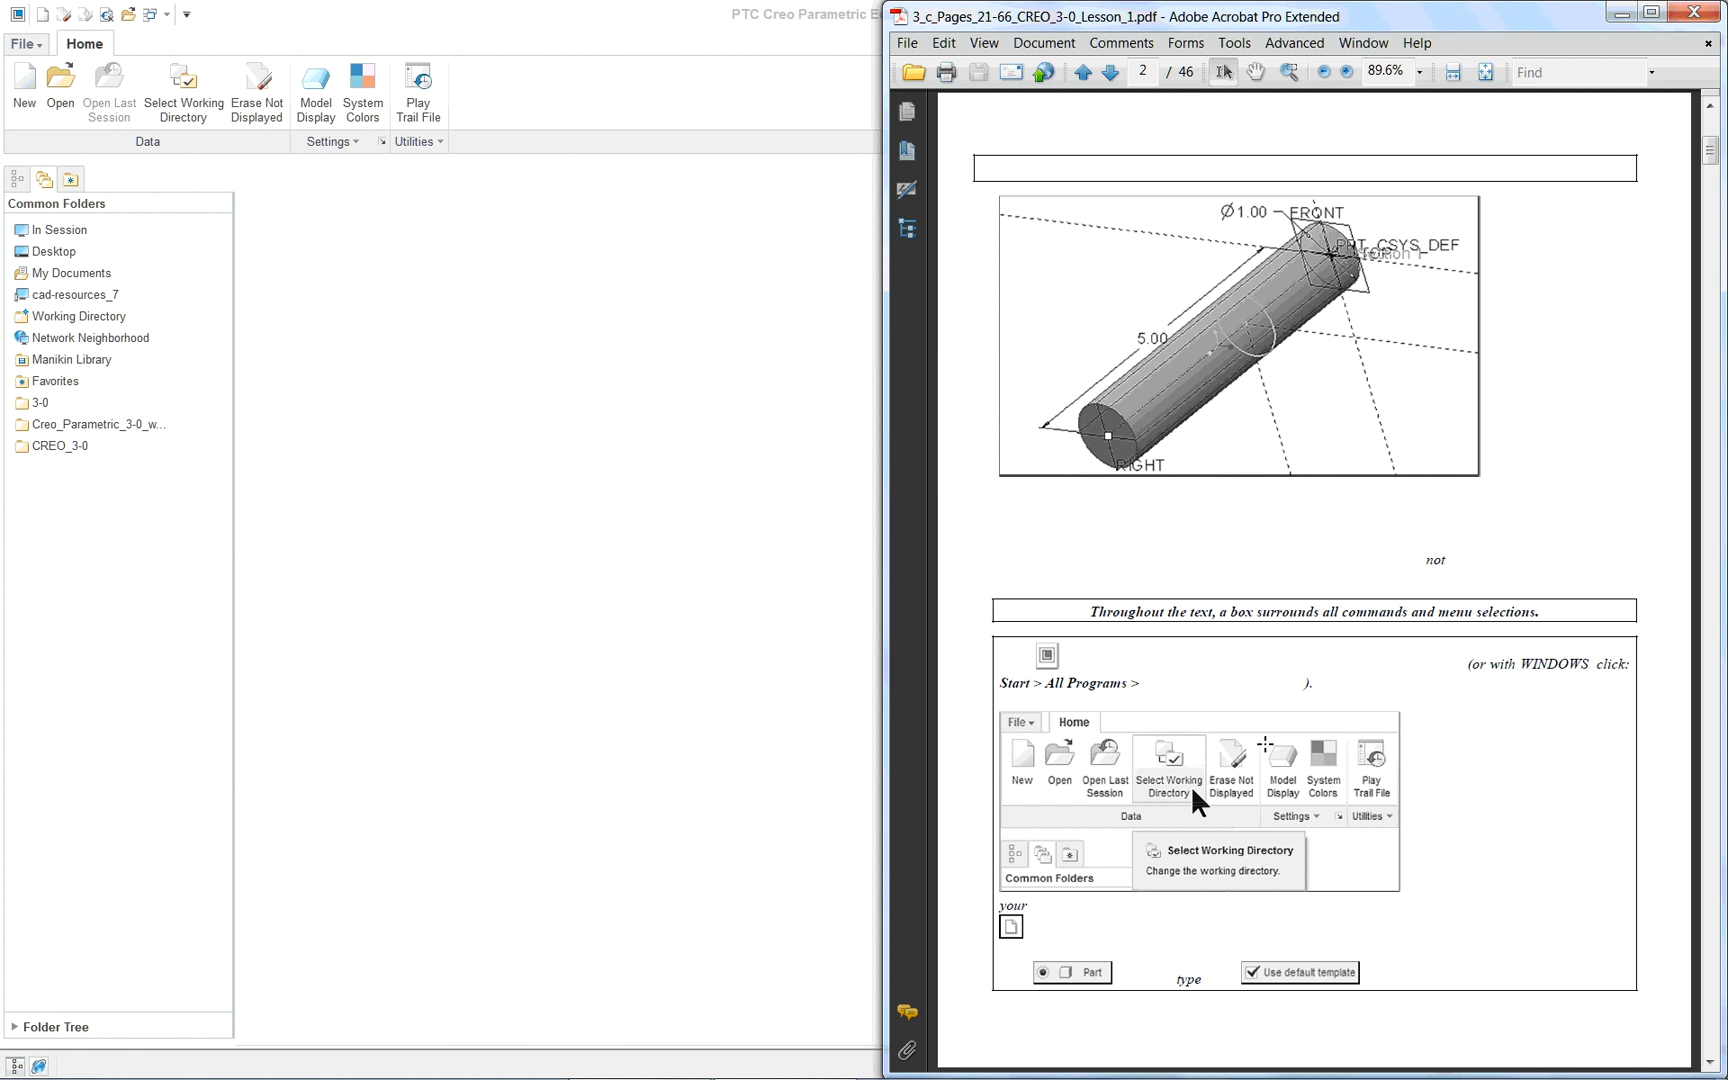 PTC Creo Parametric E
File
Home
New
Open
Open Last Session
Select Working Directory
Erase Not Displayed
Model Display
System Colors
Play Trail File
Data
Settings
Utilities
Common Folders
In Session
Desktop
My Documents
cad-resources_7
Working Directory
Network Neighborhood
Manikin Library
Favorites
3-0
Creo_Parametric_3-0_w...
CREO_3-0
Folder Tree
3_c_Pages_21-66_CREO_3-0_Lesson_1.pdf - Adobe Acrobat Pro Extended
File Edit View Document Comments Forms Tools Advanced Window Help
2 / 46
89.6%
Find
Ø1.00
FRONT
PRT_CSYS_DEF
5.00
RIGHT
not
Throughout the text, a box surrounds all commands and menu selections.
(or with WINDOWS click:
Start > All Programs > ).
File
Home
New
Open
Open Last Session
Select Working Directory
Erase Not Displayed
Model Display
System Colors
Play Trail File
Data
Settings
Utilities
Common Folders
Select Working Directory
Change the working directory.
your
Part
type
Use default template